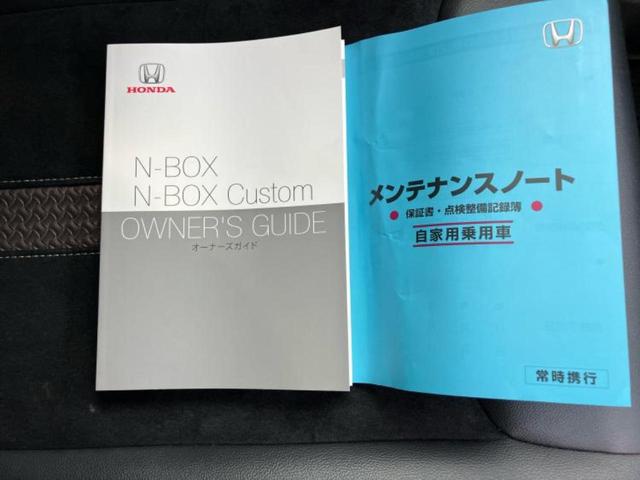 HONDA
N-BOX
N-BOX Custom
OWNER'S GUIDE
オーナーズガイド
メンテナンスノート
保証書・点検整備記録簿
自家用乗用車
常時携行